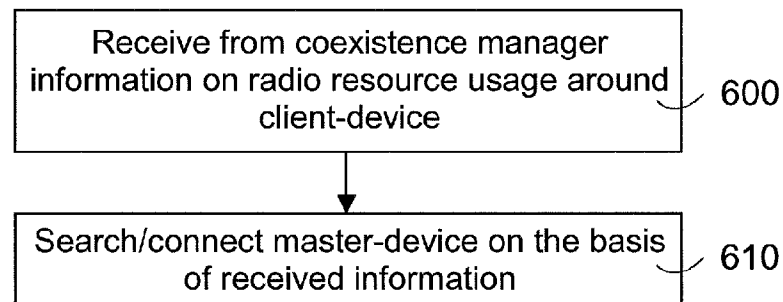 Receive from coexistence manager
information on radio resource usage around
client-device
600
Search/connect master-device on the basis
of received information
610